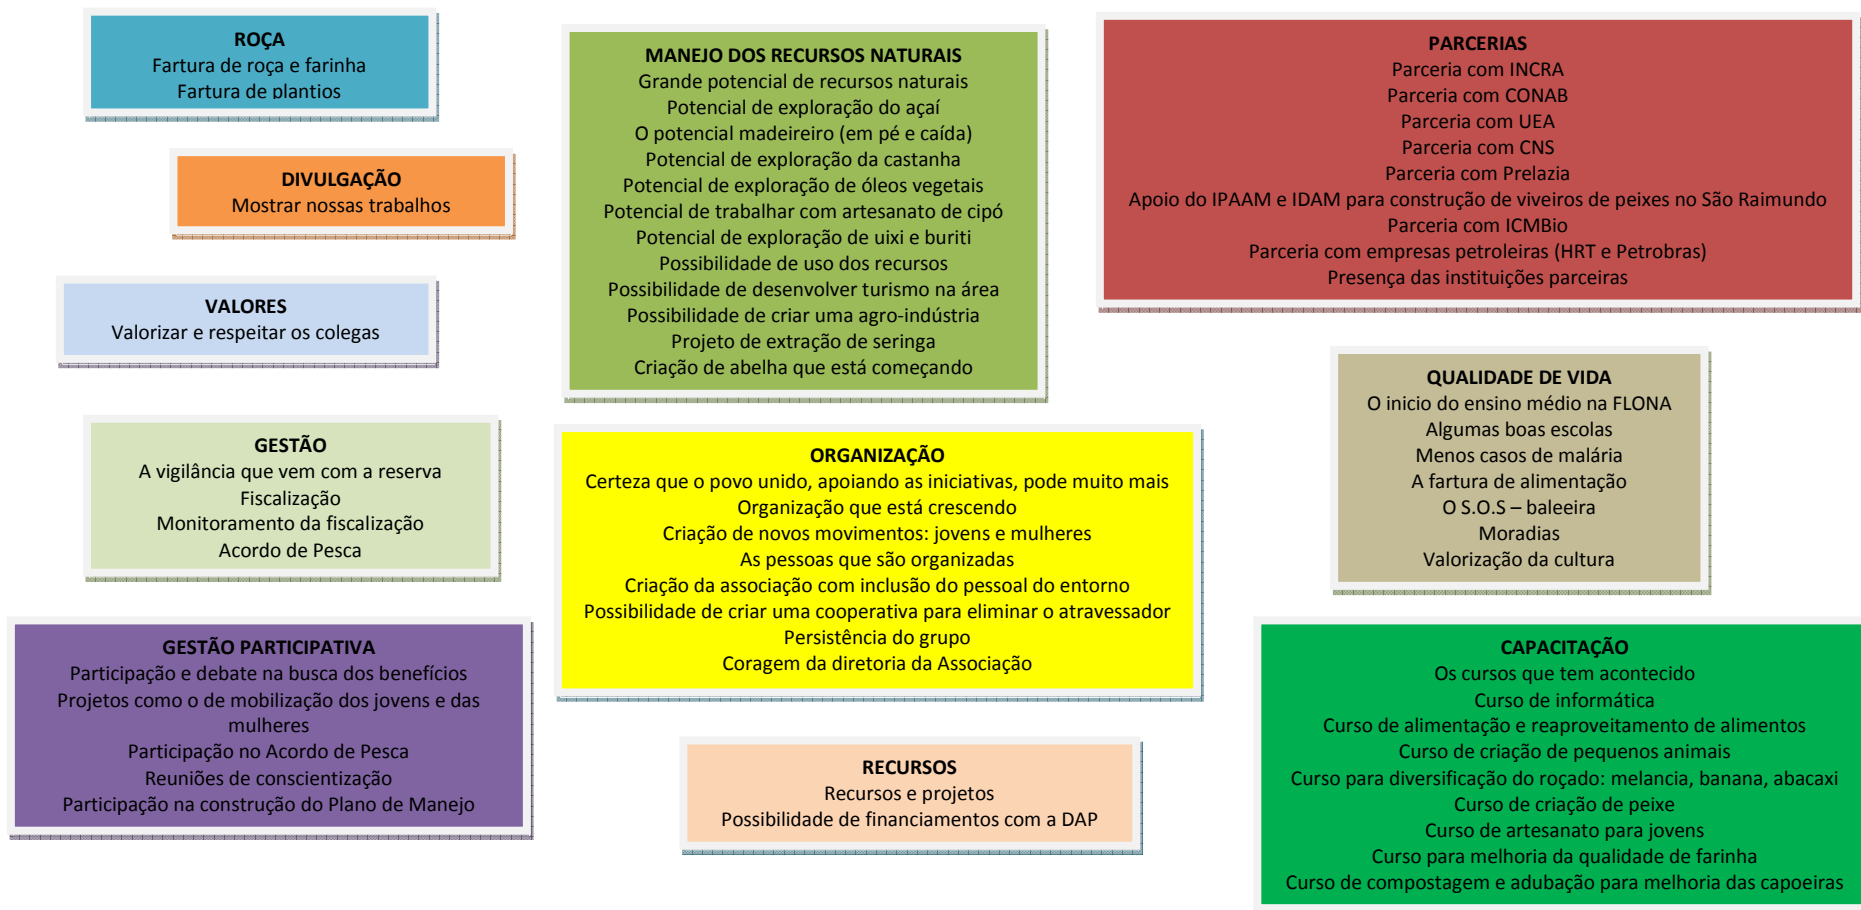 ROÇA
Fartura de roça e farinha
Fartura de plantios
DIVULGAÇÃO
Mostrar nossas trabalhos
VALORES
Valorizar e respeitar os colegas
GESTÃO
A vigilância que vem com a reserva
Fiscalização
Monitoramento da fiscalização
Acordo de Pesca
GESTÃO PARTICIPATIVA
Participação e debate na busca dos benefícios
Projetos como o de mobilização dos jovens e das
mulheres
Participação no Acordo de Pesca
Reuniões de conscientização
Participação na construção do Plano de Manejo
MANEJO DOS RECURSOS NATURAIS
Grande potencial de recursos naturais
Potencial de exploração do açaí
O potencial madeireiro (em pé e caída)
Potencial de exploração da castanha
Potencial de exploração de óleos vegetais
Potencial de trabalhar com artesanato de cipó
Potencial de exploração de uixi e buriti
Possibilidade de uso dos recursos
Possibilidade de desenvolver turismo na área
Possibilidade de criar uma agro-indústria
Projeto de extração de seringa
Criação de abelha que está começando
ORGANIZAÇÃO
Certeza que o povo unido, apoiando as iniciativas, pode muito mais
Organização que está crescendo
Criação de novos movimentos: jovens e mulheres
As pessoas que são organizadas
Criação da associação com inclusão do pessoal do entorno
Possibilidade de criar uma cooperativa para eliminar o atravessador
Persistência do grupo
Coragem da diretoria da Associação
RECURSOS
Recursos e projetos
Possibilidade de financiamentos com a DAP
PARCERIAS
Parceria com INCRA
Parceria com CONAB
Parceria com UEA
Parceria com CNS
Parceria com Prelazia
Apoio do IPAAM e IDAM para construção de viveiros de peixes no São Raimundo
Parceria com ICMBio
Parceria com empresas petroleiras (HRT e Petrobras)
Presença das instituições parceiras
QUALIDADE DE VIDA
O inicio do ensino médio na FLONA
Algumas boas escolas
Menos casos de malária
A fartura de alimentação
O S.O.S – baleeira
Moradias
Valorização da cultura
CAPACITAÇÃO
Os cursos que tem acontecido
Curso de informática
Curso de alimentação e reaproveitamento de alimentos
Curso de criação de pequenos animais
Curso para diversificação do roçado: melancia, banana, abacaxi
Curso de criação de peixe
Curso de artesanato para jovens
Curso para melhoria da qualidade de farinha
Curso de compostagem e adubação para melhoria das capoeiras